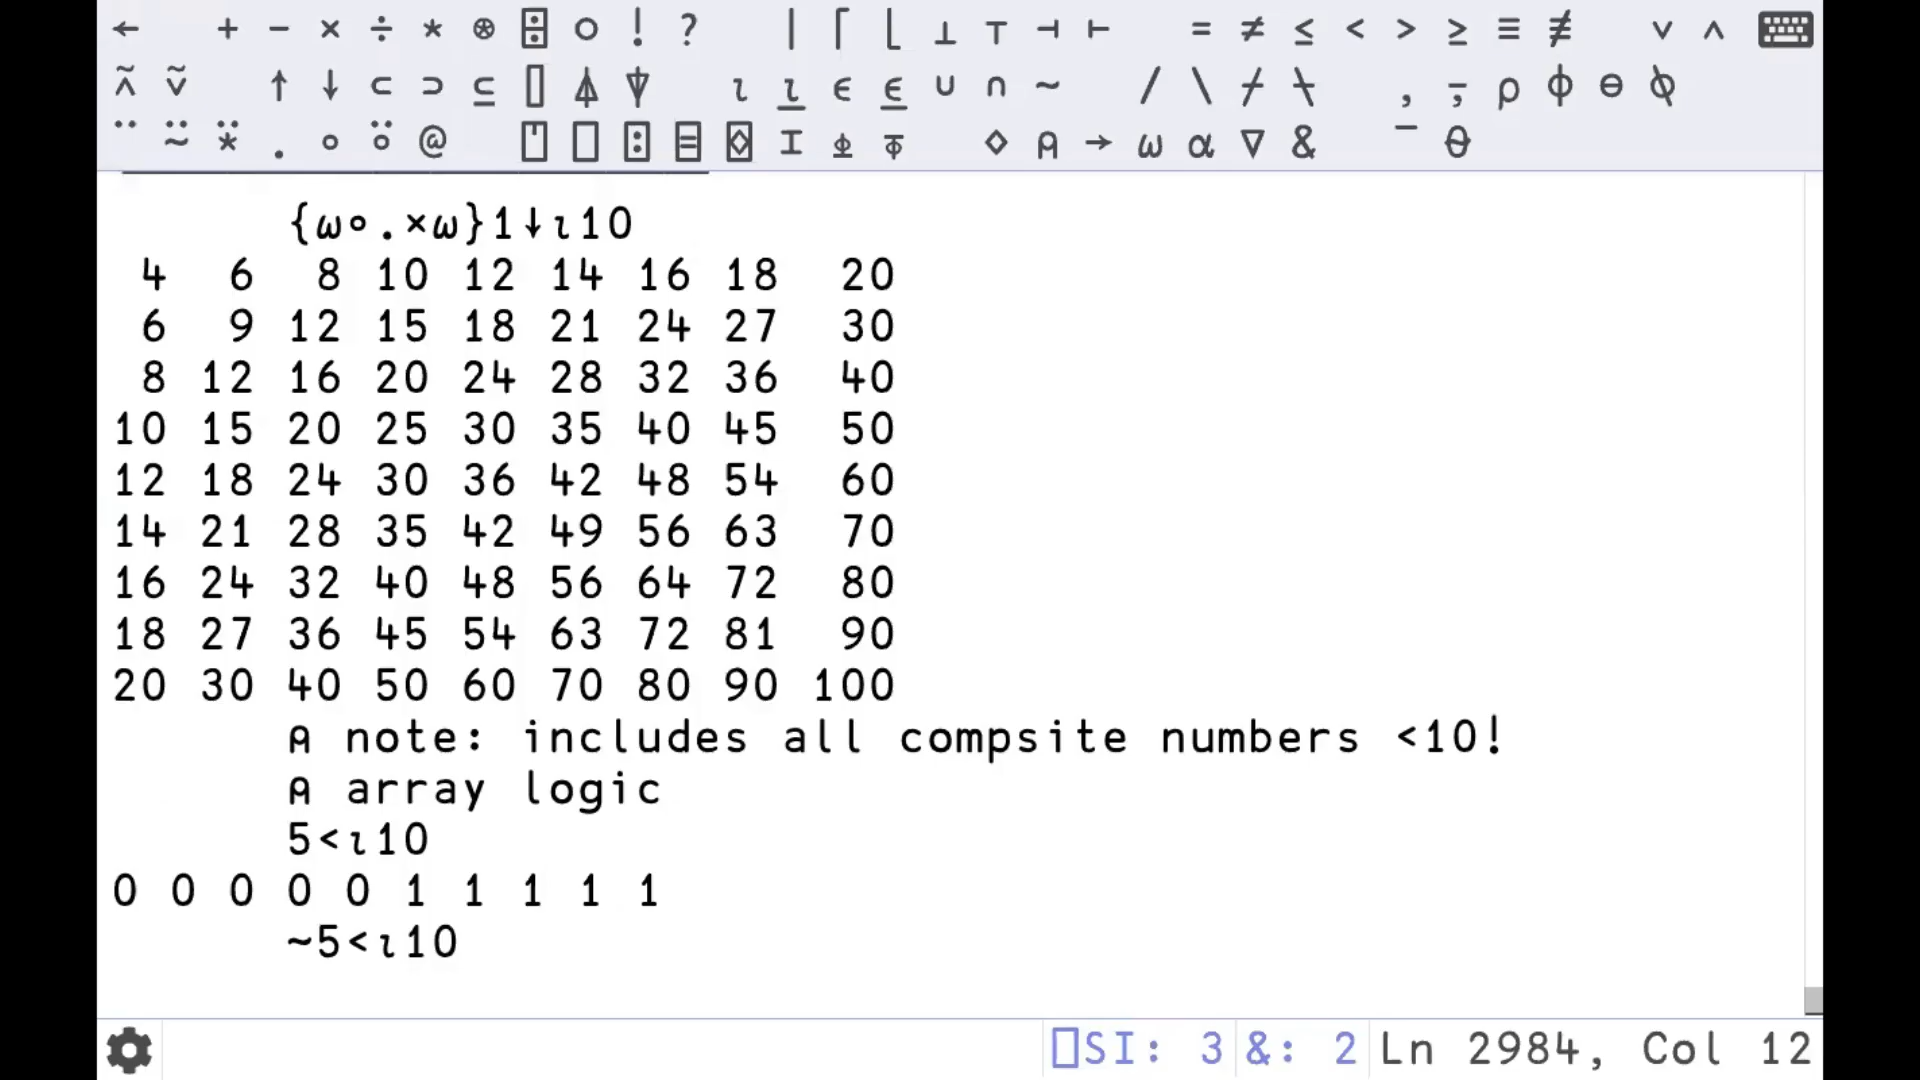 ← + - × ÷ * ⍟ ⌹ ○ ! ? | ⌈ ⌊ ⊥ ⊤ ⊣ ⊢ = ≠ ≤ < > ≥ ≡ ≢ ∨ ∧
⍲ ⍱ ↑ ↓ ⊂ ⊃ ⊆ ⌷ ⍋ ⍒ ⍳ ⍸ ∊ ⍷ ∪ ∩ ~ / \ ⌿ ⍀ , ⍪ ⍴ ⌽ ⊖ ⍉
¨ ⍨ ⍣ . ∘ ⍤ @ ⍞ ⎕ ⍠ ⌸ ⌺ ⌶ ⍎ ⍕ ⋄ ⍝ → ⍵ ⍺ ∇ & ¯ ⍬
{⍵∘.×⍵}1↓⍳10
4 6 8 10 12 14 16 18 20
6 9 12 15 18 21 24 27 30
8 12 16 20 24 28 32 36 40
10 15 20 25 30 35 40 45 50
12 18 24 30 36 42 48 54 60
14 21 28 35 42 49 56 63 70
16 24 32 40 48 56 64 72 80
18 27 36 45 54 63 72 81 90
20 30 40 50 60 70 80 90 100
⍝ note: includes all compsite numbers <10!
⍝ array logic
5<⍳10
0 0 0 0 0 1 1 1 1 1
~5<⍳10
⎕SI: 3 &: 2 Ln 2984, Col 12